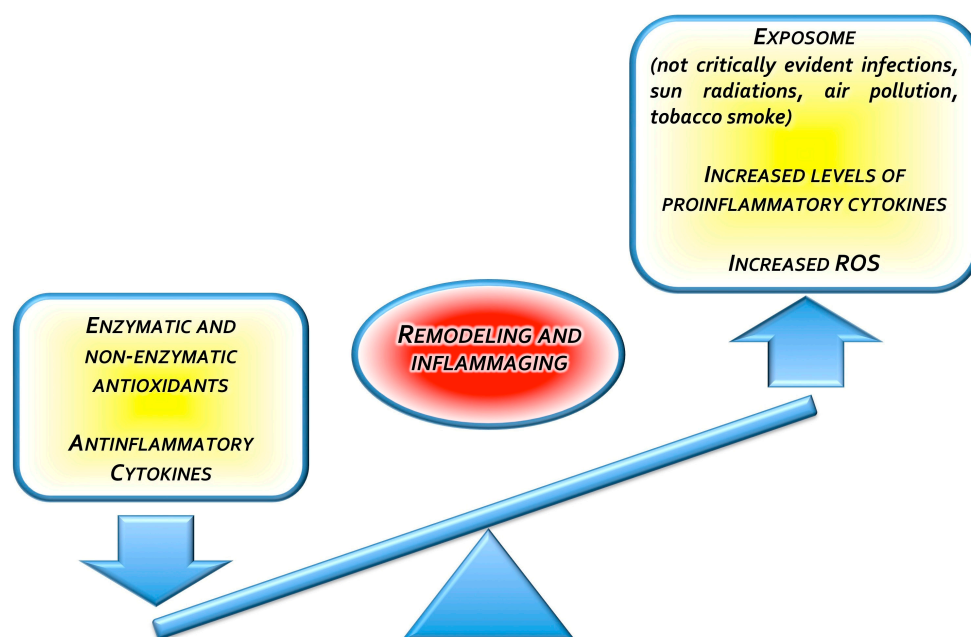 EXPOSOME
(not critically evident infections,
sun radiations, air pollution,
tobacco smoke)
INCREASED LEVELS OF
PROINFLAMMATORY CYTOKINES
INCREASED ROS
ENZYMATIC AND
NON-ENZYMATIC
ANTIOXIDANTS
ANTINFLAMMATORY
CYTOKINES
REMODELING AND
INFLAMMAGING